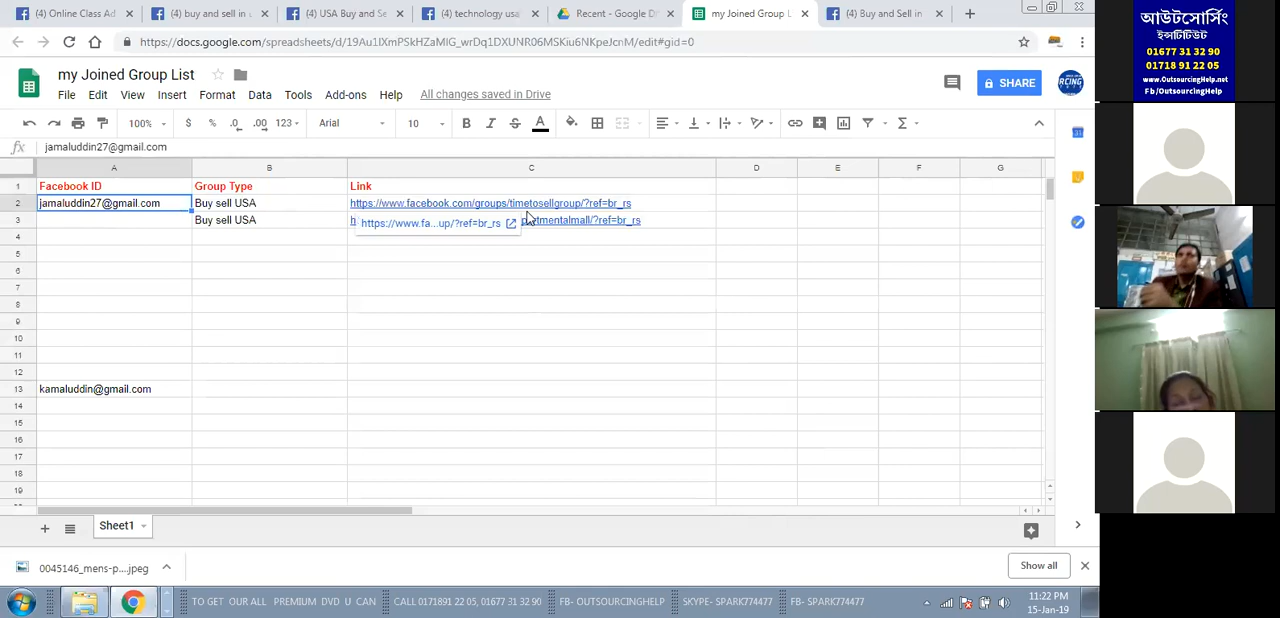 (4) Online Class Ad
(4) buy and sell in u
(4) USA Buy and Se
(4) technology usa
Recent - Google Dr
my Joined Group L
(4) Buy and Sell in
https://docs.google.com/spreadsheets/d/19Au1IXmPSkHZaMIG_wrDq1DXUNR06MSKiu6NKpeJcnM/edit#gid=0
my Joined Group List
File Edit View Insert Format Data Tools Add-ons Help All changes saved in Drive
SHARE
100% $ % .0 .00 123 Arial 10 B I S A
fx jamaluddin27@gmail.com
A B C D E F G
1 Facebook ID Group Type Link
2 jamaluddin27@gmail.com Buy sell USA https://www.facebook.com/groups/timetosellgroup/?ref=br_rs
3 Buy sell USA h partmentalmall/?ref=br_rs
https://www.fa...up/?ref=br_rs
4
5
6
7
8
9
10
11
12
13 kamaluddin@gmail.com
14
15
16
17
18
19
Sheet1
0045146_mens-p....jpeg
Show all
TO GET OUR ALL PREMIUM DVD U CAN CALL 0171891 22 05, 01677 31 32 90 FB- OUTSOURCINGHELP SKYPE- SPARK774477 FB- SPARK774477
11:22 PM
15-Jan-19
আউটসোর্সিং
ইন্সটিটিউট
01677 31 32 90
01718 91 22 05
www.OutsourcingHelp.net
Fb/OutsourcingHelp
RCING
31